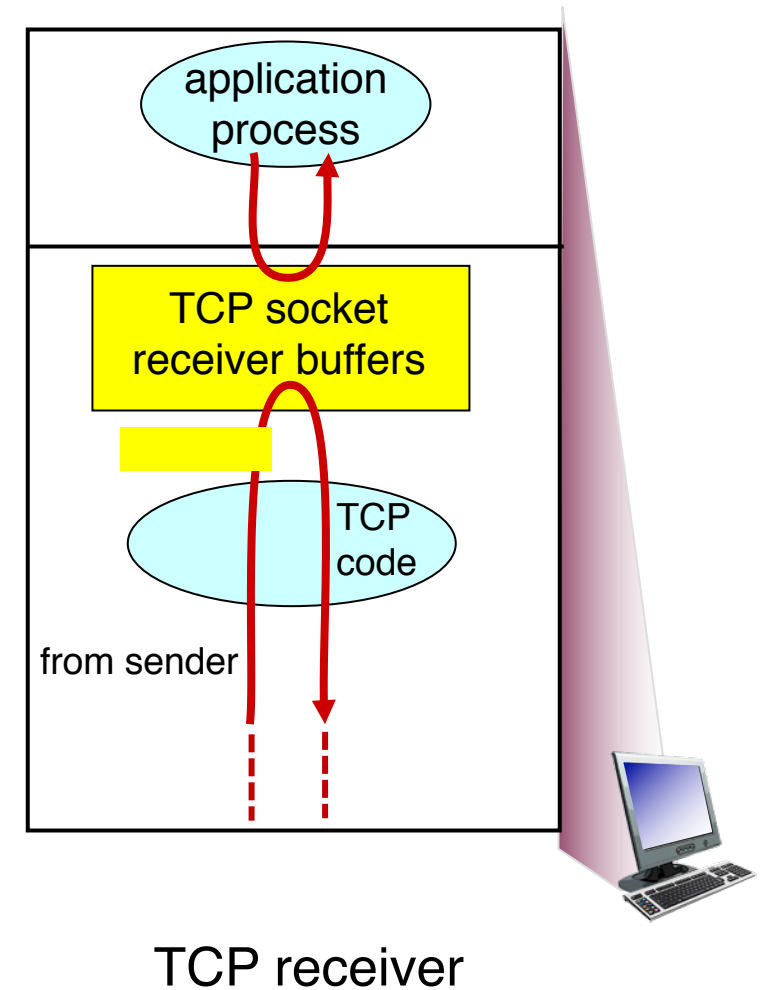 application
process
TCP socket
receiver buffers
TCP
code
from sender
TCP receiver